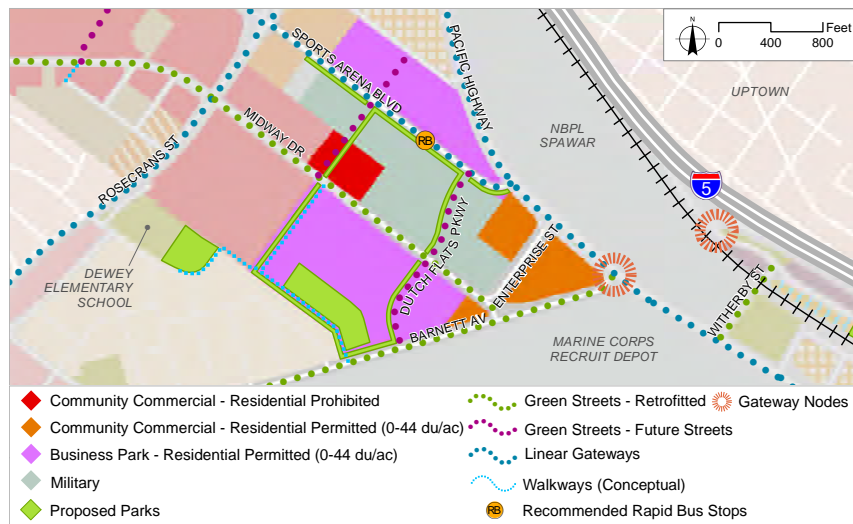 N
Feet
0 400 800
SPORTS ARENA BLVD
PACIFIC HIGHWAY
UPTOWN
NBPL
SPAWAR
MIDWAY DR
RB
5
ROSECRANS ST
DUTCH FLATS PKWY
ENTERPRISE ST
DEWEY
ELEMENTARY
SCHOOL
WITHERBY ST
BARNETT AV
MARINE CORPS
RECRUIT DEPOT
Community Commercial - Residential Prohibited
Community Commercial - Residential Permitted (0-44 du/ac)
Business Park - Residential Permitted (0-44 du/ac)
Military
Proposed Parks
Green Streets - Retrofitted
Gateway Nodes
Green Streets - Future Streets
Linear Gateways
Walkways (Conceptual)
RB Recommended Rapid Bus Stops